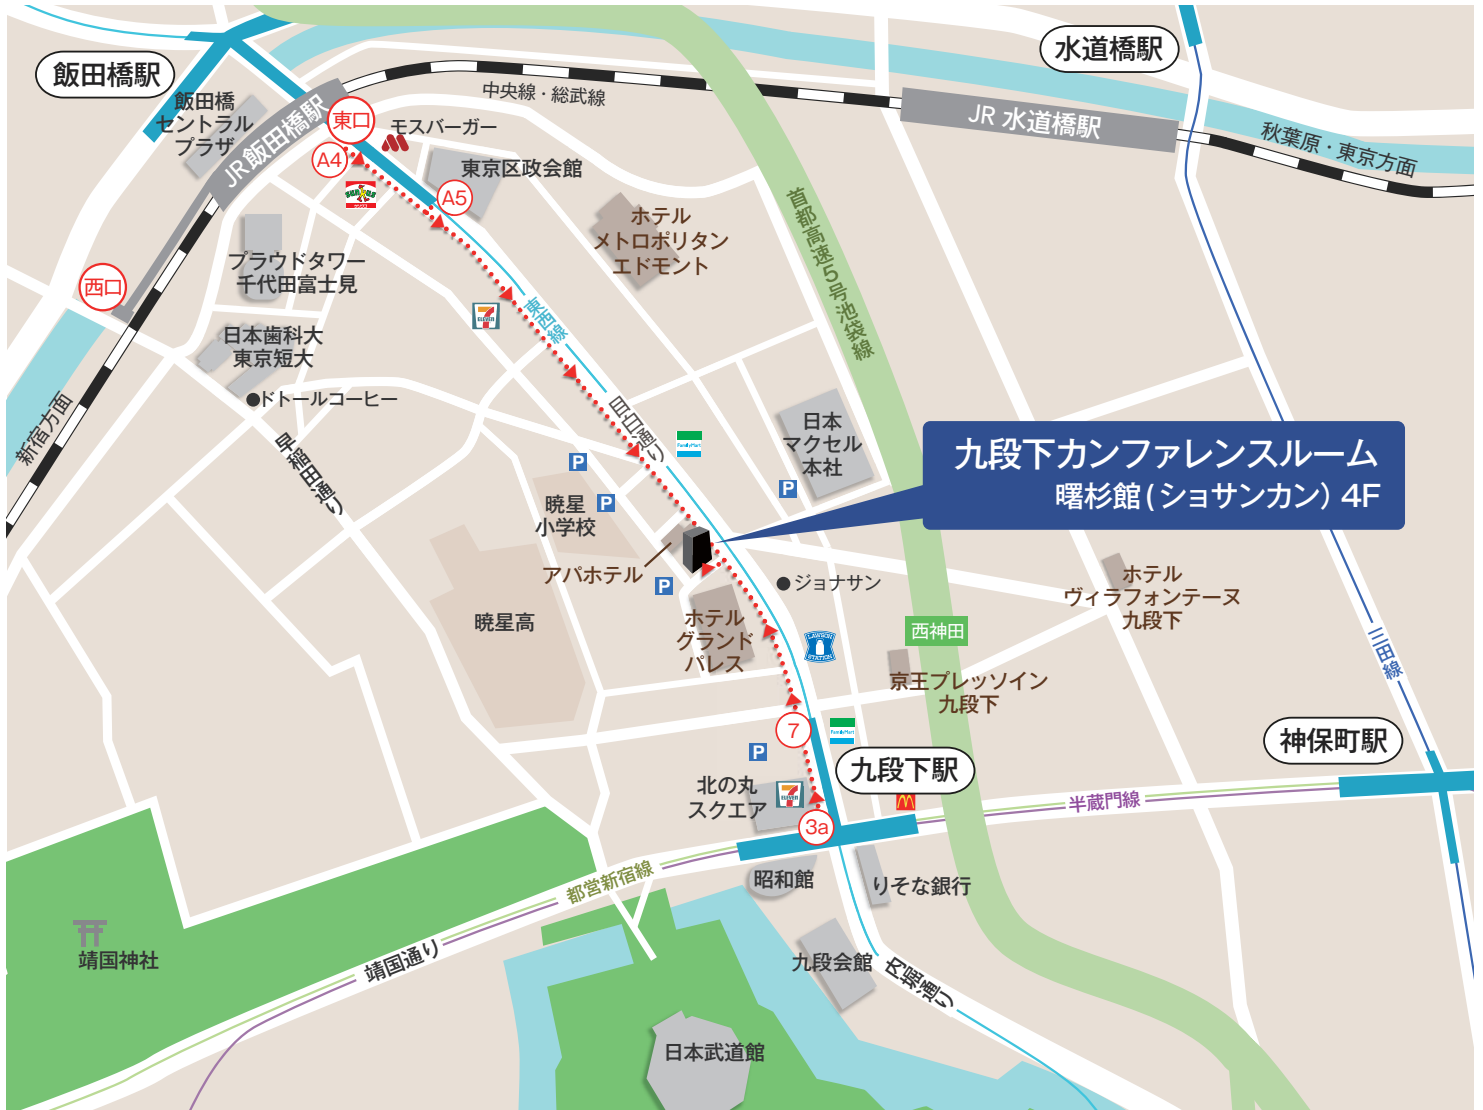 飯田橋駅
水道橋駅
飯田橋
セントラル
プラザ
JR飯田橋駅
東口
モスバーガー
中央線・総武線
JR 水道橋駅
秋葉原・東京方面
A4
東京区政会館
A5
ホテル
メトロポリタン
エドモント
首都高速5号池袋線
プラウドタワー
千代田富士見
西口
7
ELEVEN
東西線
日本歯科大
東京短大
ドトールコーヒー
新宿方面
早稲田通り
目白通り
FamilyMart
日本
マクセル
本社
九段下カンファレンスルーム
曙杉館(ショサンカン) 4F
P
P
P
暁星
小学校
アパホテル
P
ジョナサン
ホテル
ヴィラフォンテーヌ
九段下
暁星高
ホテル
グランド
パレス
LAWSON
STATION
西神田
三田線
京王プレッソイン
九段下
7
FamilyMart
神保町駅
P
九段下駅
北の丸
スクエア
7
ELEVEN
半蔵門線
3a
都営新宿線
昭和館
りそな銀行
靖国神社
靖国通り
九段会館
内堀通り
日本武道館